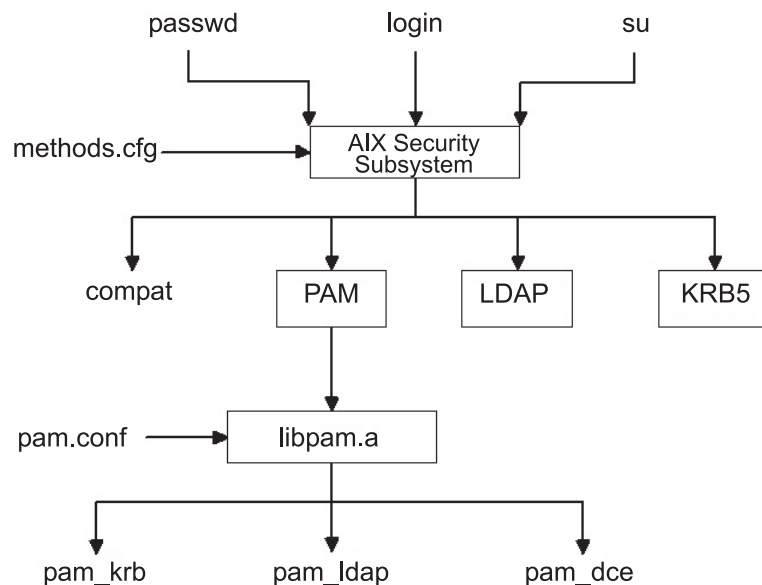 passwd
login
su
methods.cfg
AIX Security
Subsystem
compat
PAM
LDAP
KRB5
pam.conf
libpam.a
pam_krb
pam_ldap
pam_dce